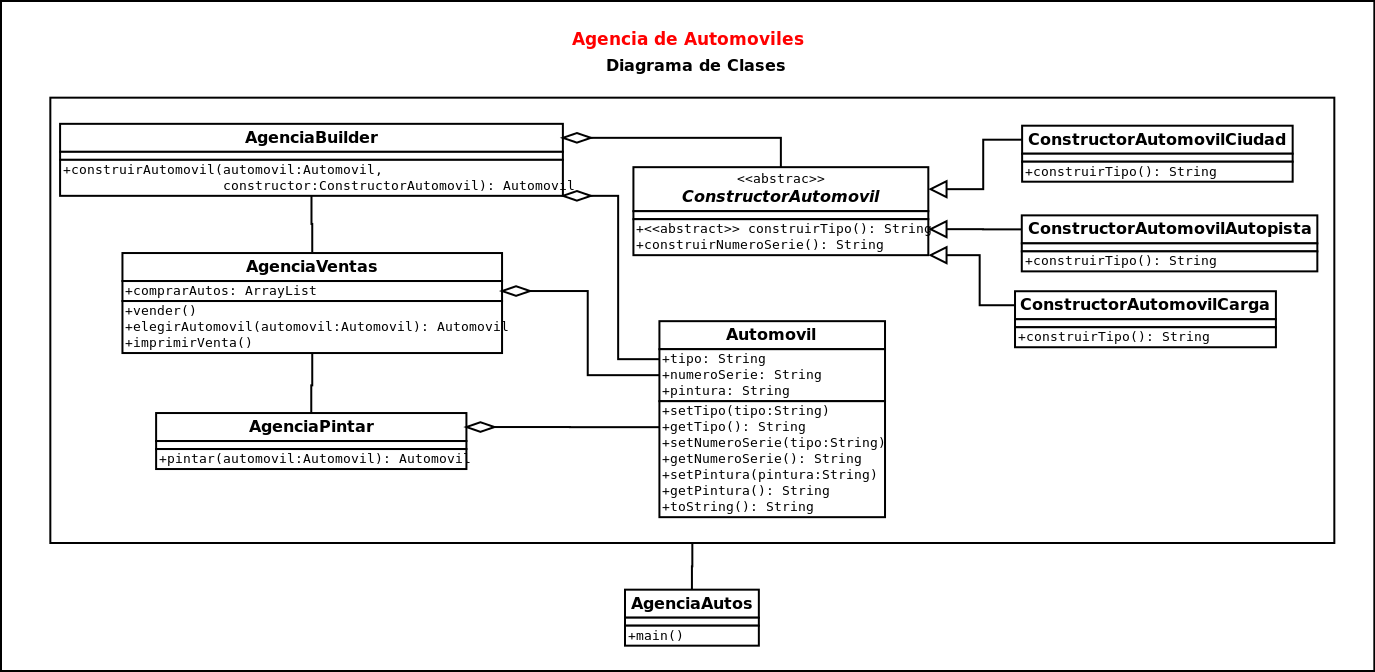 Agencia de Automoviles
Diagrama de Clases
AgenciaBuilder
+construirAutomovil(automovil:Automovil,
constructor:ConstructorAutomovil): Automovil
<<abstrac>>
ConstructorAutomovil
+<<abstract>> construirTipo(): String
+construirNumeroSerie(): String
ConstructorAutomovilCiudad
+construirTipo(): String
ConstructorAutomovilAutopista
+construirTipo(): String
ConstructorAutomovilCarga
+construirTipo(): String
AgenciaVentas
+comprarAutos: ArrayList
+vender()
+elegirAutomovil(automovil:Automovil): Automovil
+imprimirVenta()
Automovil
+tipo: String
+numeroSerie: String
+pintura: String
+setTipo(tipo:String)
+getTipo(): String
+setNumeroSerie(tipo:String)
+getNumeroSerie(): String
+setPintura(pintura:String)
+getPintura(): String
+toString(): String
AgenciaPintar
+pintar(automovil:Automovil): Automovil
AgenciaAutos
+main()